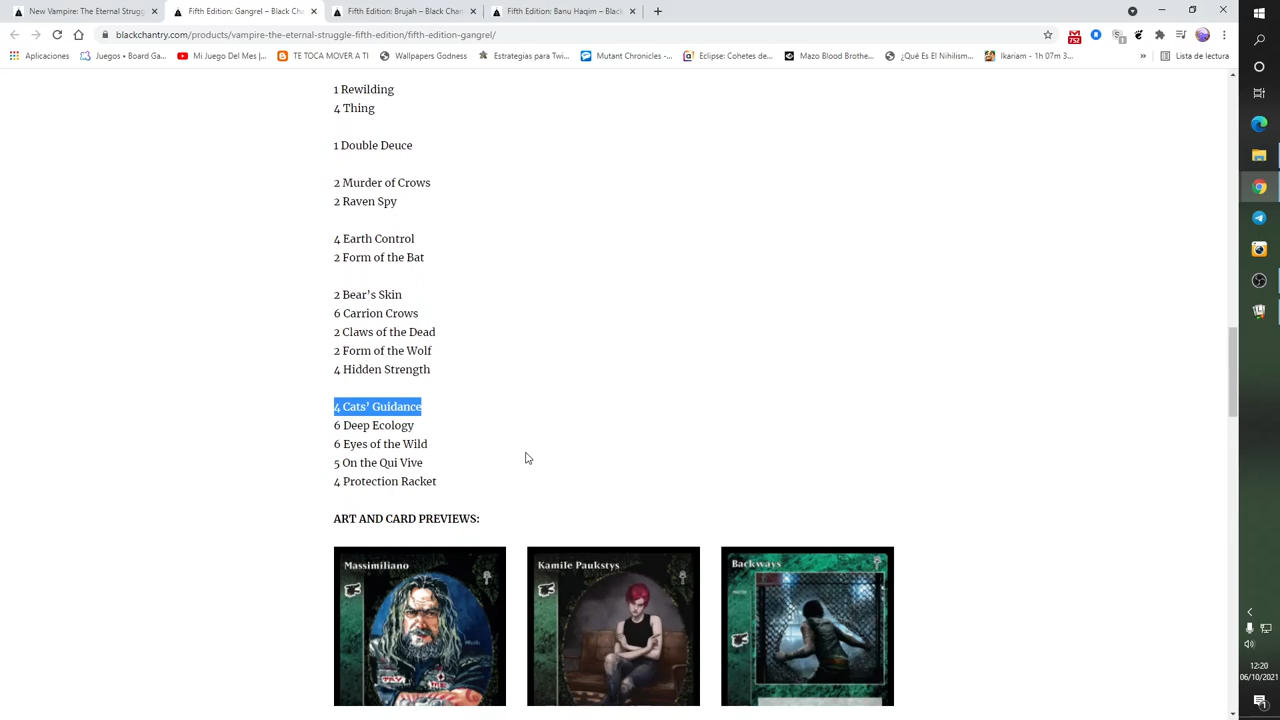 New Vampire: The Eternal Struggle
Fifth Edition: Gangrel – Black Cha
Fifth Edition: Brujah – Black Chan
Fifth Edition: Banu Haqim – Black
blackchantry.com/products/vampire-the-eternal-struggle-fifth-edition/fifth-edition-gangrel/
752
Aplicaciones
Juegos • Board Ga...
Mi Juego Del Mes |...
TE TOCA MOVER A T...
Wallpapers Godness
Estrategias para Twi...
Mutant Chronicles -...
Eclipse: Cohetes de...
Mazo Blood Brothe...
¿Qué Es El Nihilism...
Ikariam - 1h 07m 3...
»
Lista de lectura
1 Rewilding
4 Thing
1 Double Deuce
2 Murder of Crows
2 Raven Spy
4 Earth Control
2 Form of the Bat
2 Bear’s Skin
6 Carrion Crows
2 Claws of the Dead
2 Form of the Wolf
4 Hidden Strength
4 Cats’ Guidance
6 Deep Ecology
6 Eyes of the Wild
5 On the Qui Vive
4 Protection Racket
ART AND CARD PREVIEWS:
Massimiliano
Kamile Paukstys
Backways
12:20
06/10/2021